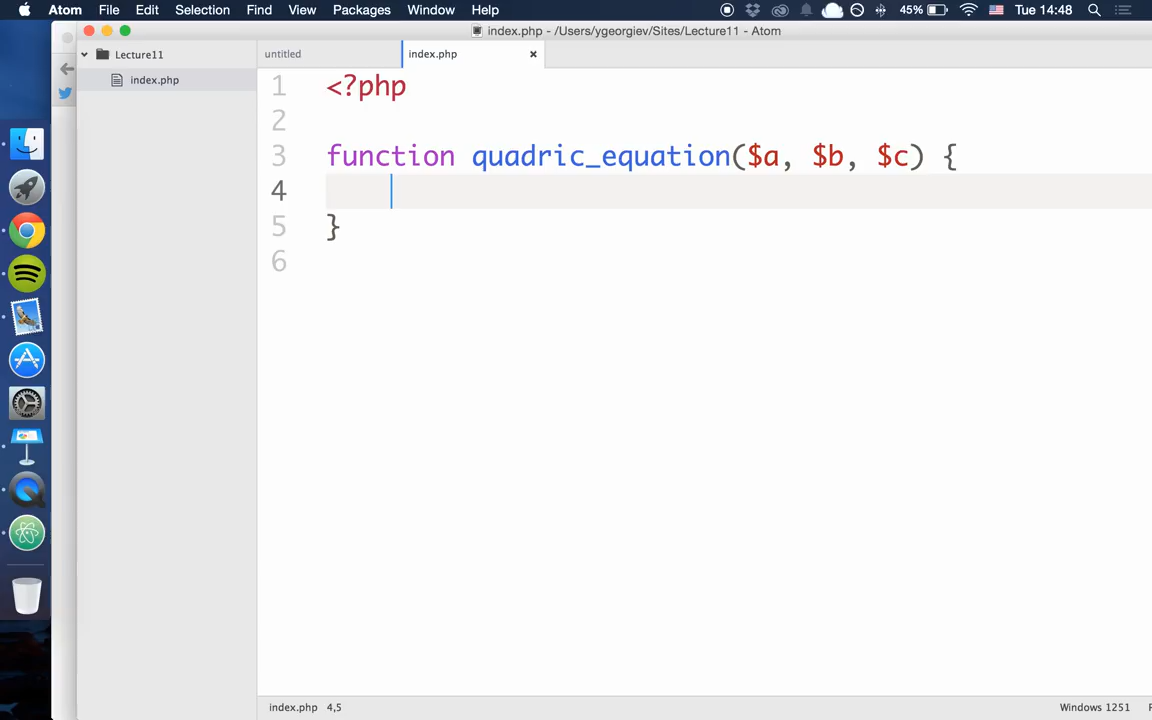 Atom File Edit Selection Find View Packages Window Help 45% Tue 14:48
index.php - /Users/ygeorgiev/Sites/Lecture11 - Atom
Lecture11
index.php
untitled
index.php
1 <?php
2
3 function quadric_equation($a, $b, $c) {
4
5 }
6
index.php 4,5
Windows 1251